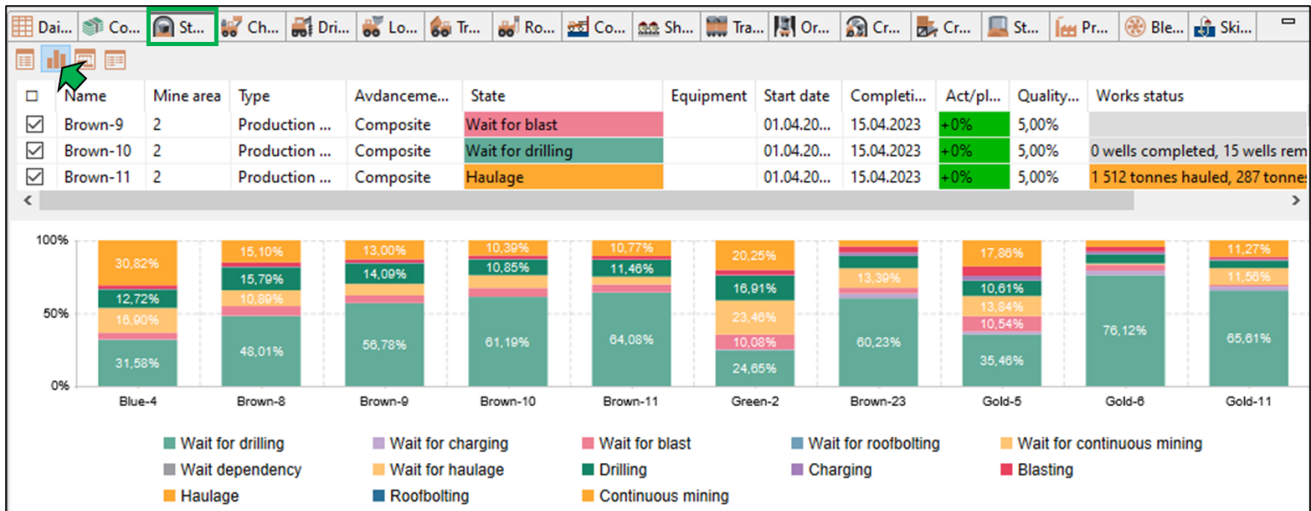 Dai... Co... St... Ch... Dri... Lo... Tr... Ro... Co... Sh... Tra... Or... Cr... Cr... St... Pr... Ble... Ski...
Name Mine area Type Avdanceme... State Equipment Start date Completi... Act/pl... Quality... Works status
Brown-9 2 Production ... Composite Wait for blast 01.04.20... 15.04.2023 +0% 5,00%
Brown-10 2 Production ... Composite Wait for drilling 01.04.20... 15.04.2023 +0% 5,00% 0 wells completed, 15 wells rem
Brown-11 2 Production ... Composite Haulage 01.04.20... 15.04.2023 +0% 5,00% 1 512 tonnes hauled, 287 tonnes
100%
50%
0%
30,82% 12,72% 16,90% 31,58%
15,10% 15,79% 10,89% 48,01%
13,00% 14,09% 56,78%
10,39% 10,85% 61,19%
10,77% 11,46% 64,08%
20,25% 16,91% 23,46% 10,08% 24,65%
13,39% 60,23%
17,86% 10,61% 13,84% 10,54% 35,46%
76,12%
11,27% 11,56% 65,61%
Blue-4 Brown-8 Brown-9 Brown-10 Brown-11 Green-2 Brown-23 Gold-5 Gold-6 Gold-11
Wait for drilling Wait for charging Wait for blast Wait for roofbolting Wait for continuous mining
Wait dependency Wait for haulage Drilling Charging Blasting
Haulage Roofbolting Continuous mining